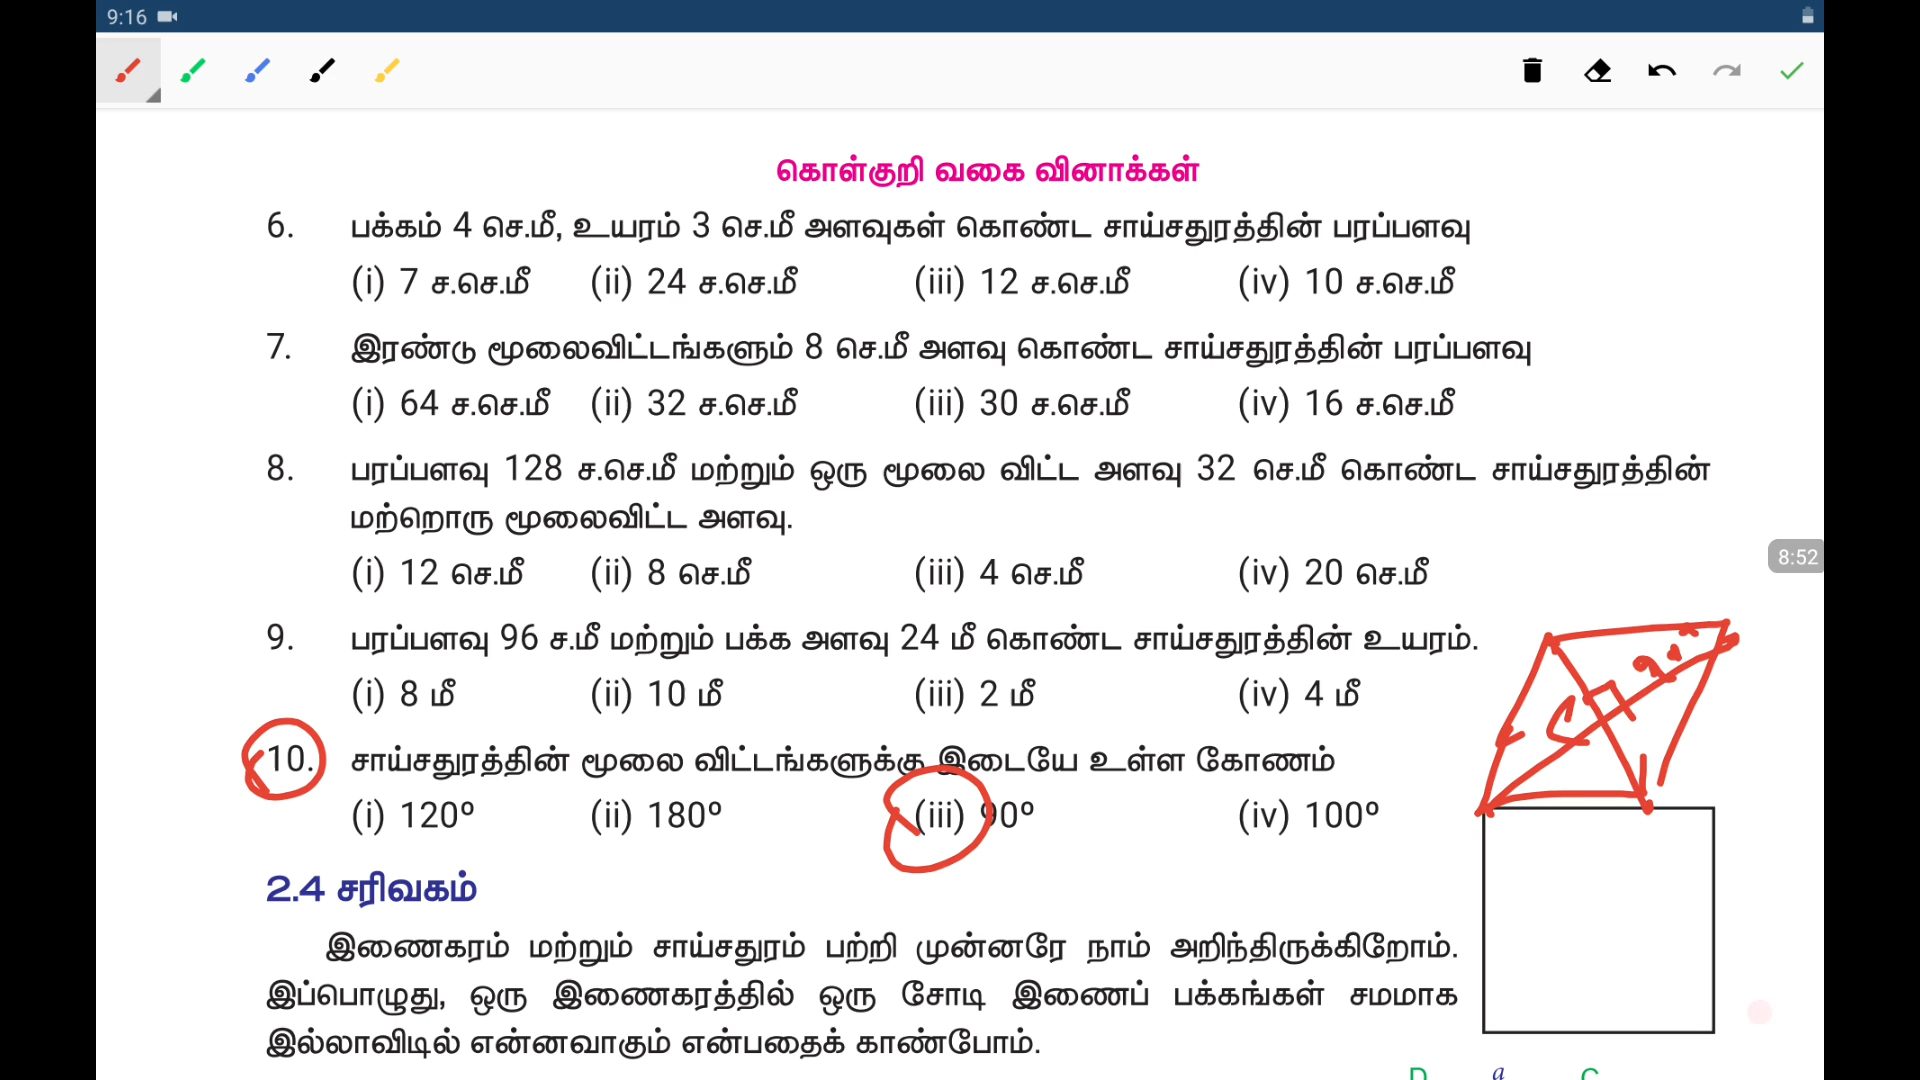 9:16
கொள்குறி வகை வினாக்கள்
6. பக்கம் 4 செ.மீ, உயரம் 3 செ.மீ அளவுகள் கொண்ட சாய்சதுரத்தின் பரப்பளவு
(i) 7 ச.செ.மீ (ii) 24 ச.செ.மீ (iii) 12 ச.செ.மீ (iv) 10 ச.செ.மீ
7. இரண்டு மூலைவிட்டங்களும் 8 செ.மீ அளவு கொண்ட சாய்சதுரத்தின் பரப்பளவு
(i) 64 ச.செ.மீ (ii) 32 ச.செ.மீ (iii) 30 ச.செ.மீ (iv) 16 ச.செ.மீ
8. பரப்பளவு 128 ச.செ.மீ மற்றும் ஒரு மூலை விட்ட அளவு 32 செ.மீ கொண்ட சாய்சதுரத்தின்
மற்றொரு மூலைவிட்ட அளவு.
(i) 12 செ.மீ (ii) 8 செ.மீ (iii) 4 செ.மீ (iv) 20 செ.மீ
8:52
9. பரப்பளவு 96 ச.மீ மற்றும் பக்க அளவு 24 மீ கொண்ட சாய்சதுரத்தின் உயரம்.
(i) 8 மீ (ii) 10 மீ (iii) 2 மீ (iv) 4 மீ
10. சாய்சதுரத்தின் மூலை விட்டங்களுக்கு இடையே உள்ள கோணம்
(i) 120º (ii) 180º (iii) 90º (iv) 100º
2.4 சரிவகம்
இணைகரம் மற்றும் சாய்சதுரம் பற்றி முன்னரே நாம் அறிந்திருக்கிறோம்.
இப்பொழுது, ஒரு இணைகரத்தில் ஒரு சோடி இணைப் பக்கங்கள் சமமாக
இல்லாவிடில் என்னவாகும் என்பதைக் காண்போம்.
D a C